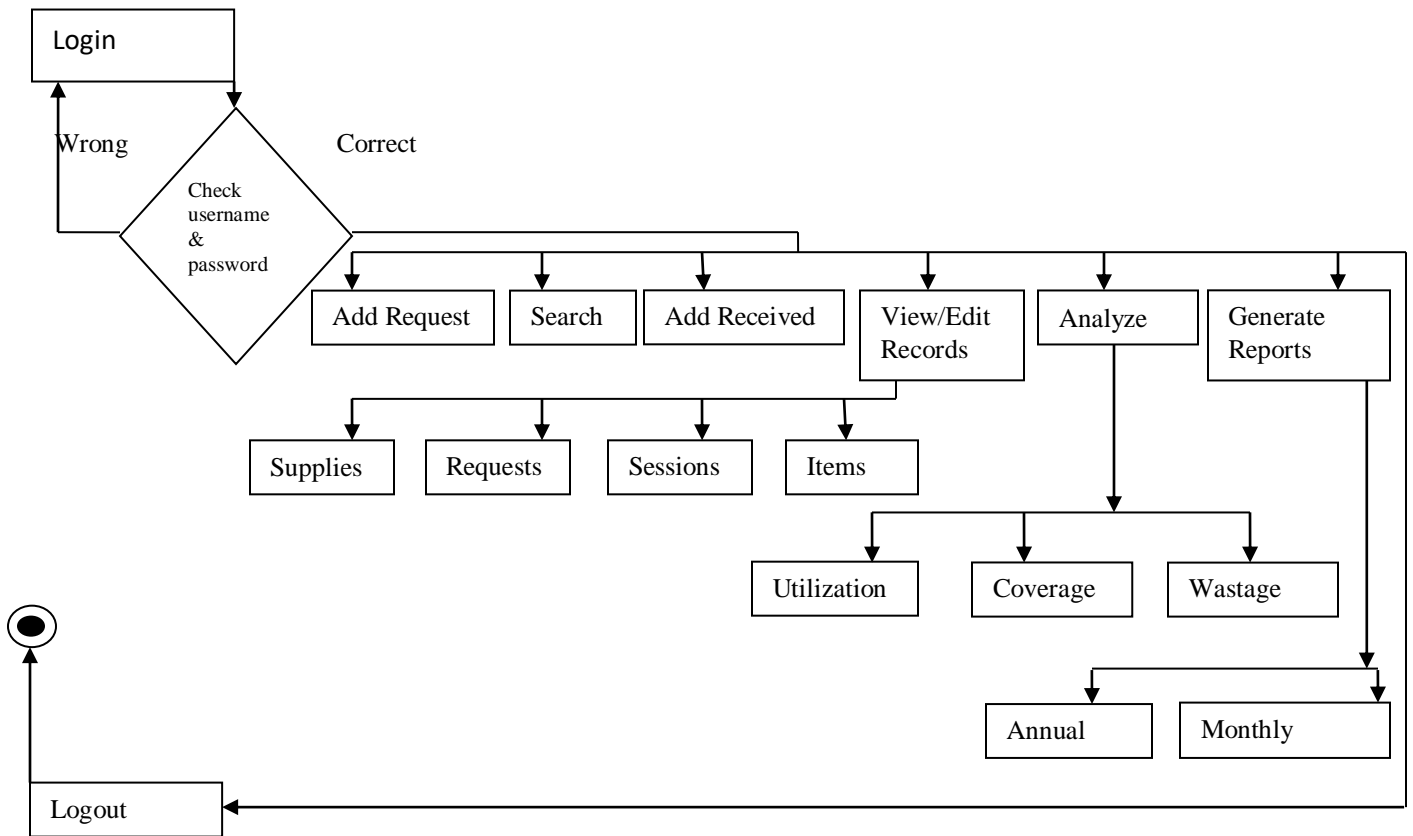 Login
Wrong
Correct
Check
username
&
password
Add Request
Search
Add Received
View/Edit
Records
Analyze
Generate
Reports
Supplies
Requests
Sessions
Items
Utilization
Coverage
Wastage
Annual
Monthly
Logout